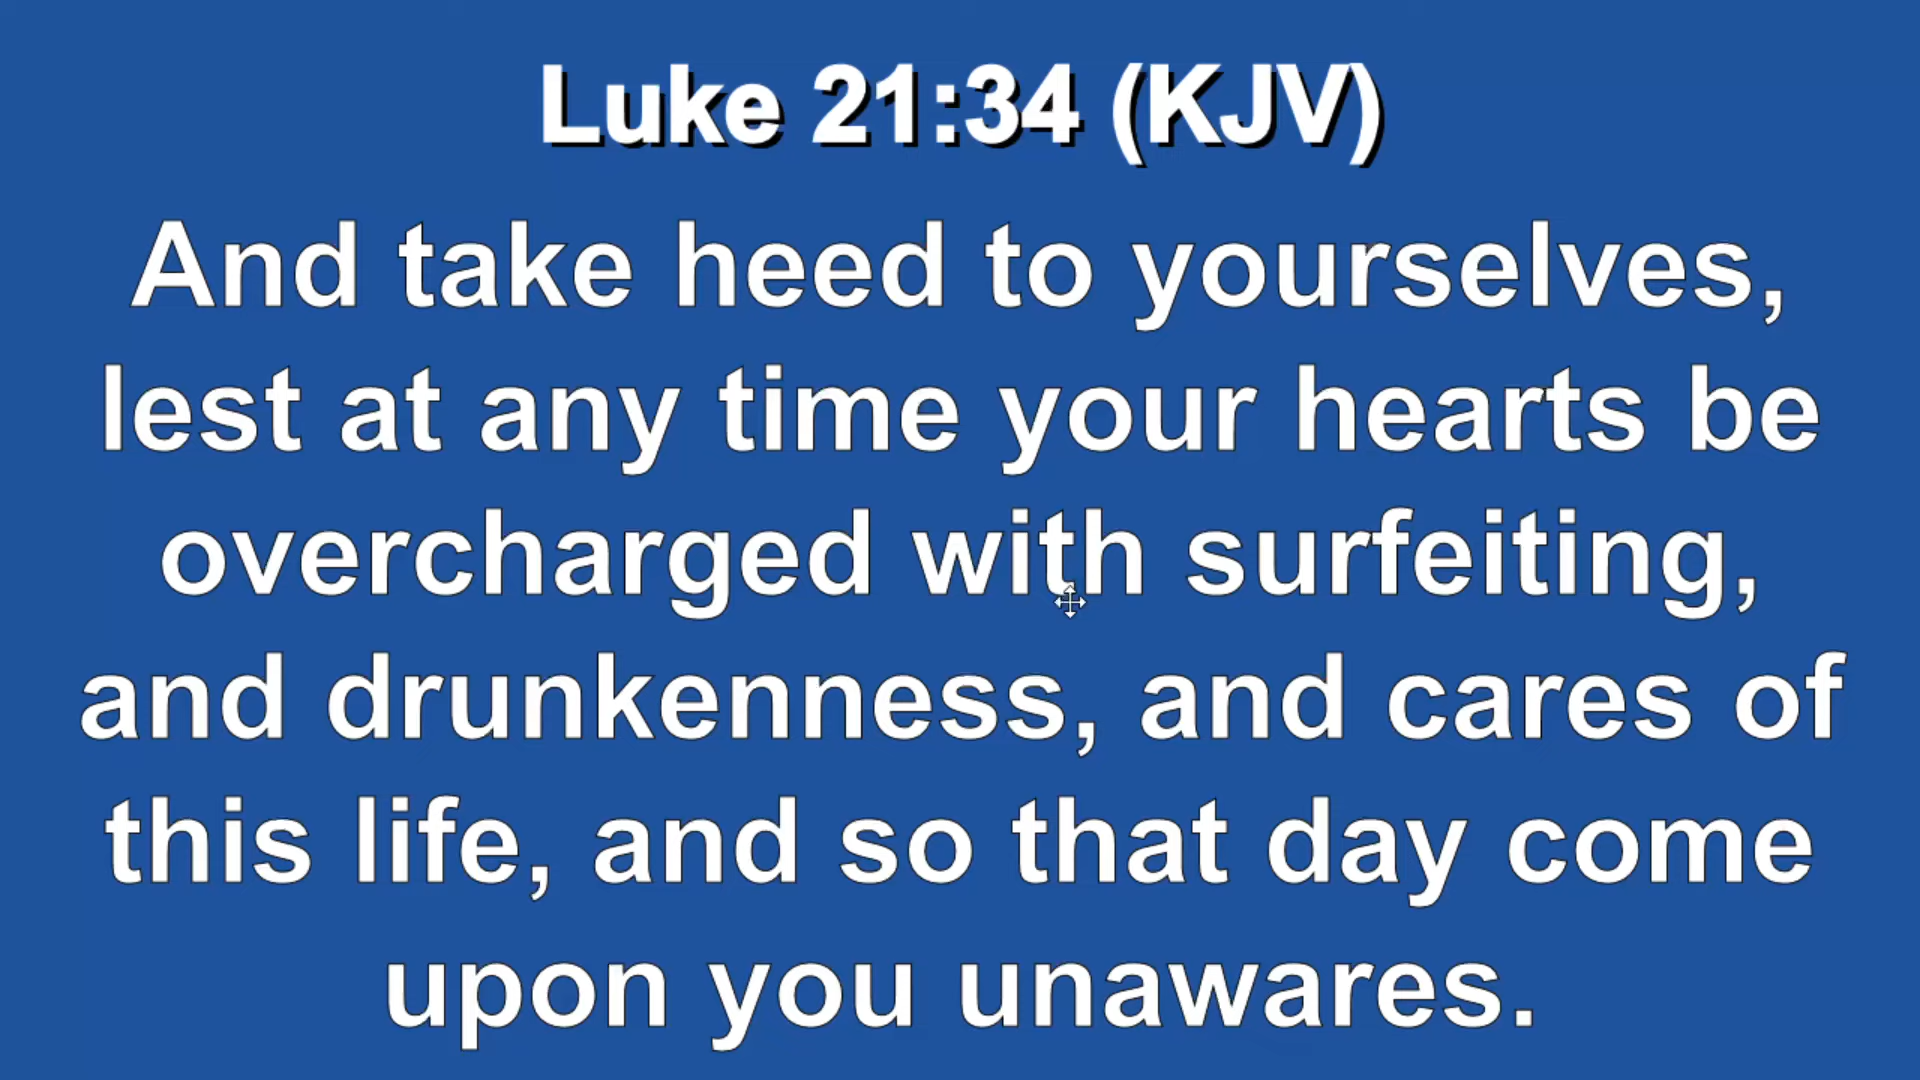 Luke 21:34 (KJV)
And take heed to yourselves,
lest at any time your hearts be
overcharged with surfeiting,
and drunkenness, and cares of
this life, and so that day come
upon you unawares.